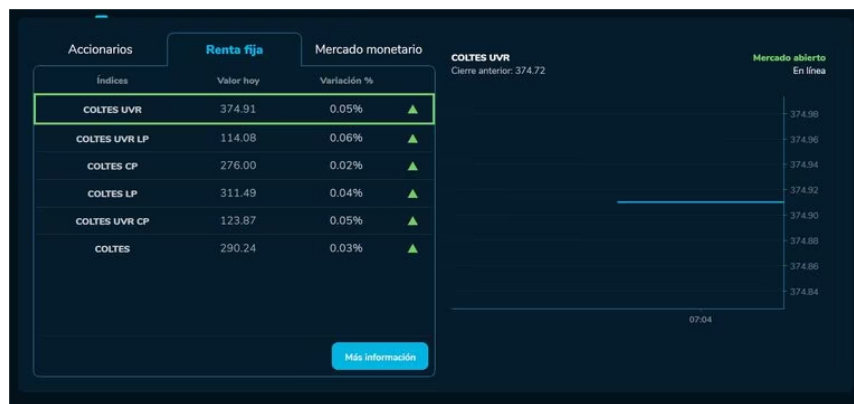 Accionarios
Renta fija
Mercado monetario
Índices Valor hoy Variación %
COLTES UVR 374.91 0.05%
COLTES UVR LP 114.08 0.06%
COLTES CP 276.00 0.02%
COLTES LP 311.49 0.04%
COLTES UVR CP 123.87 0.05%
COLTES 290.24 0.03%
Más información
COLTES UVR
Cierre anterior: 374.72
Mercado abierto
En línea
374.98
374.96
374.94
374.92
374.90
374.88
374.86
374.84
07:04